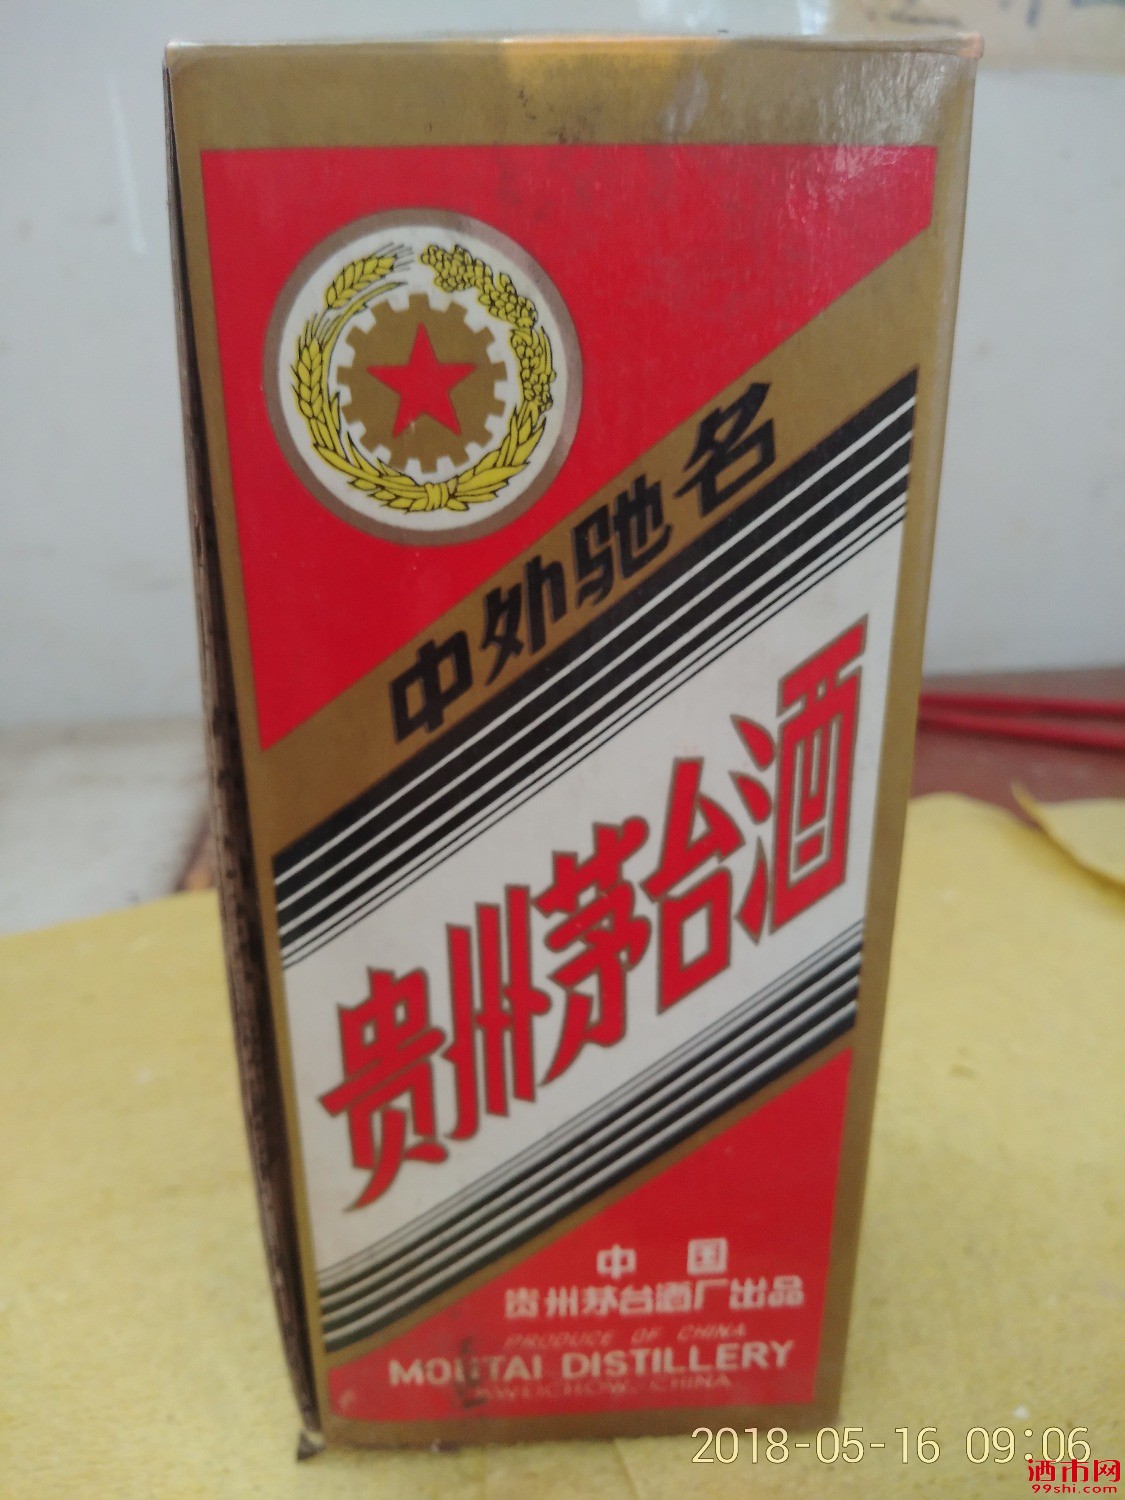 中外驰名
贵州茅台酒
中国
贵州茅台酒厂出品
PRODUCE OF CHINA
MOUTAI DISTILLERY
KWEICHOW, CHINA
2018-05-16 09:06
酒市网
99shi.com